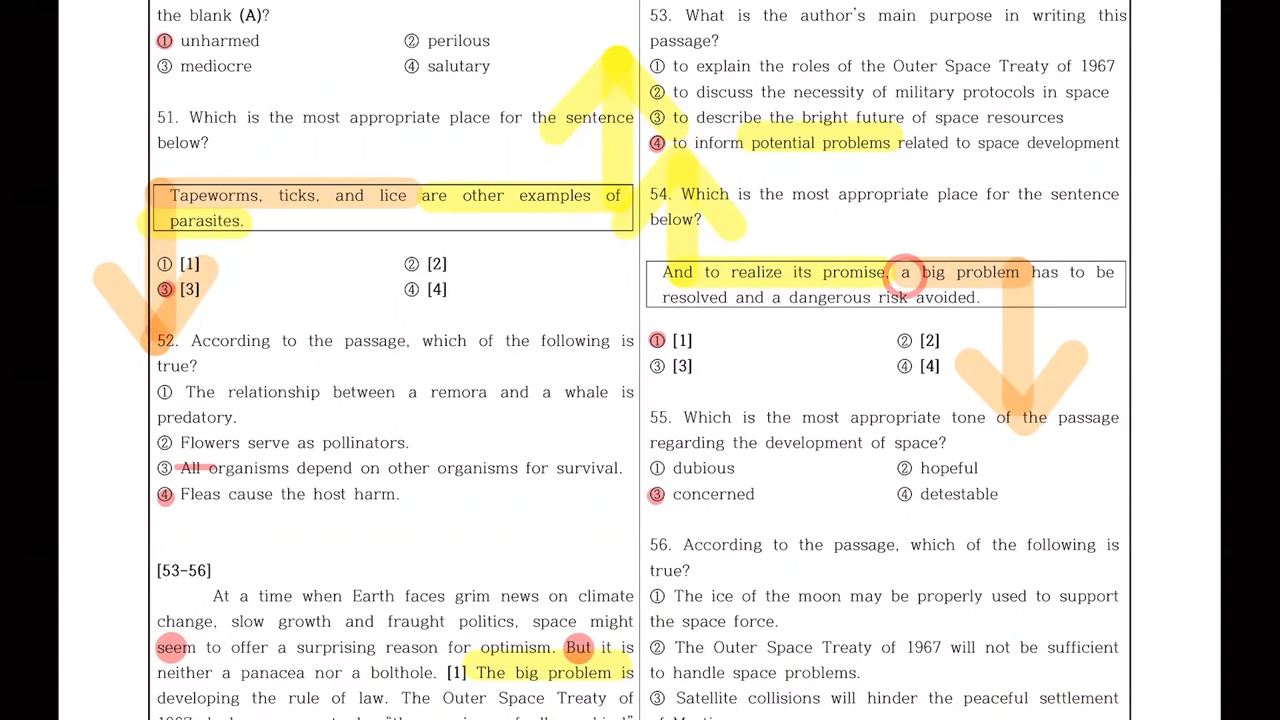 the blank (A)?
① unharmed ② perilous
③ mediocre ④ salutary
51. Which is the most appropriate place for the sentence
below?
Tapeworms, ticks, and lice are other examples of
parasites.
① [1] ② [2]
③ [3] ④ [4]
52. According to the passage, which of the following is
true?
① The relationship between a remora and a whale is
predatory.
② Flowers serve as pollinators.
③ All organisms depend on other organisms for survival.
④ Fleas cause the host harm.
[53-56]
At a time when Earth faces grim news on climate
change, slow growth and fraught politics, space might
seem to offer a surprising reason for optimism. But it is
neither a panacea nor a bolthole. [1] The big problem is
developing the rule of law. The Outer Space Treaty of
53. What is the author's main purpose in writing this
passage?
① to explain the roles of the Outer Space Treaty of 1967
② to discuss the necessity of military protocols in space
③ to describe the bright future of space resources
④ to inform potential problems related to space development
54. Which is the most appropriate place for the sentence
below?
And to realize its promise, a big problem has to be
resolved and a dangerous risk avoided.
① [1] ② [2]
③ [3] ④ [4]
55. Which is the most appropriate tone of the passage
regarding the development of space?
① dubious ② hopeful
③ concerned ④ detestable
56. According to the passage, which of the following is
true?
① The ice of the moon may be properly used to support
the space force.
② The Outer Space Treaty of 1967 will not be sufficient
to handle space problems.
③ Satellite collisions will hinder the peaceful settlement